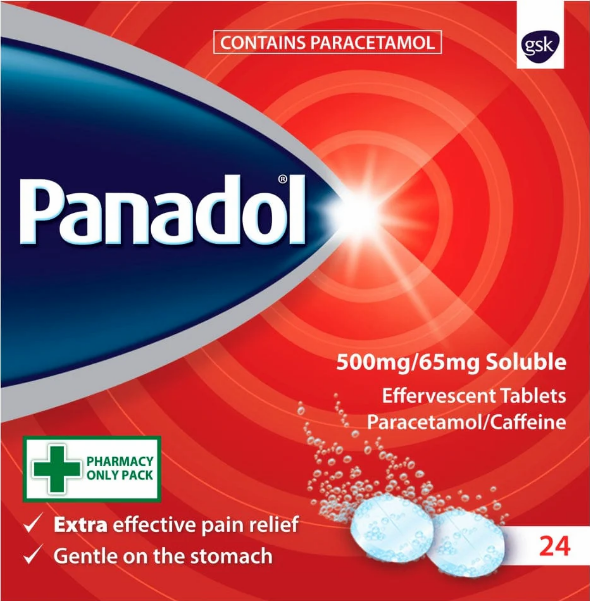 CONTAINS PARACETAMOL
gsk
Panadol®
500mg/65mg Soluble
Effervescent Tablets
Paracetamol/Caffeine
PHARMACY
ONLY PACK
✓ Extra effective pain relief
✓ Gentle on the stomach
24